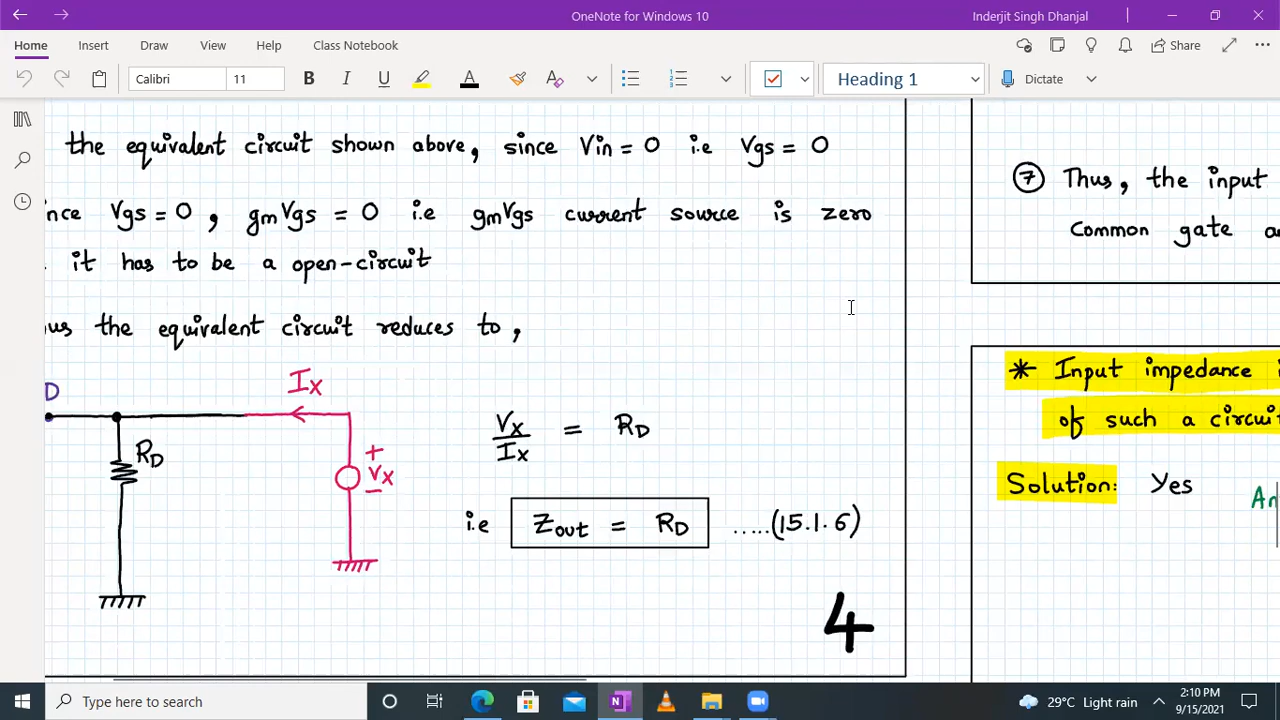 OneNote for Windows 10
Inderjit Singh Dhanjal
Home Insert Draw View Help Class Notebook
Share
Calibri 11 B I U A A Heading 1 Dictate
the equivalent circuit shown above, since Vin = 0 i.e Vgs = 0
nce Vgs = 0, gmVgs = 0 i.e gmVgs current source is zero
it has to be a open-circuit
us the equivalent circuit reduces to,
D
IX
RD
+
VX
−
VX
IX
= RD
i.e Zout = RD .....(15.1.6)
4
7 Thus, the input
Common gate a
* Input impedance i
of such a circuit
Solution: Yes
An
Type here to search
29°C Light rain
2:10 PM
9/15/2021